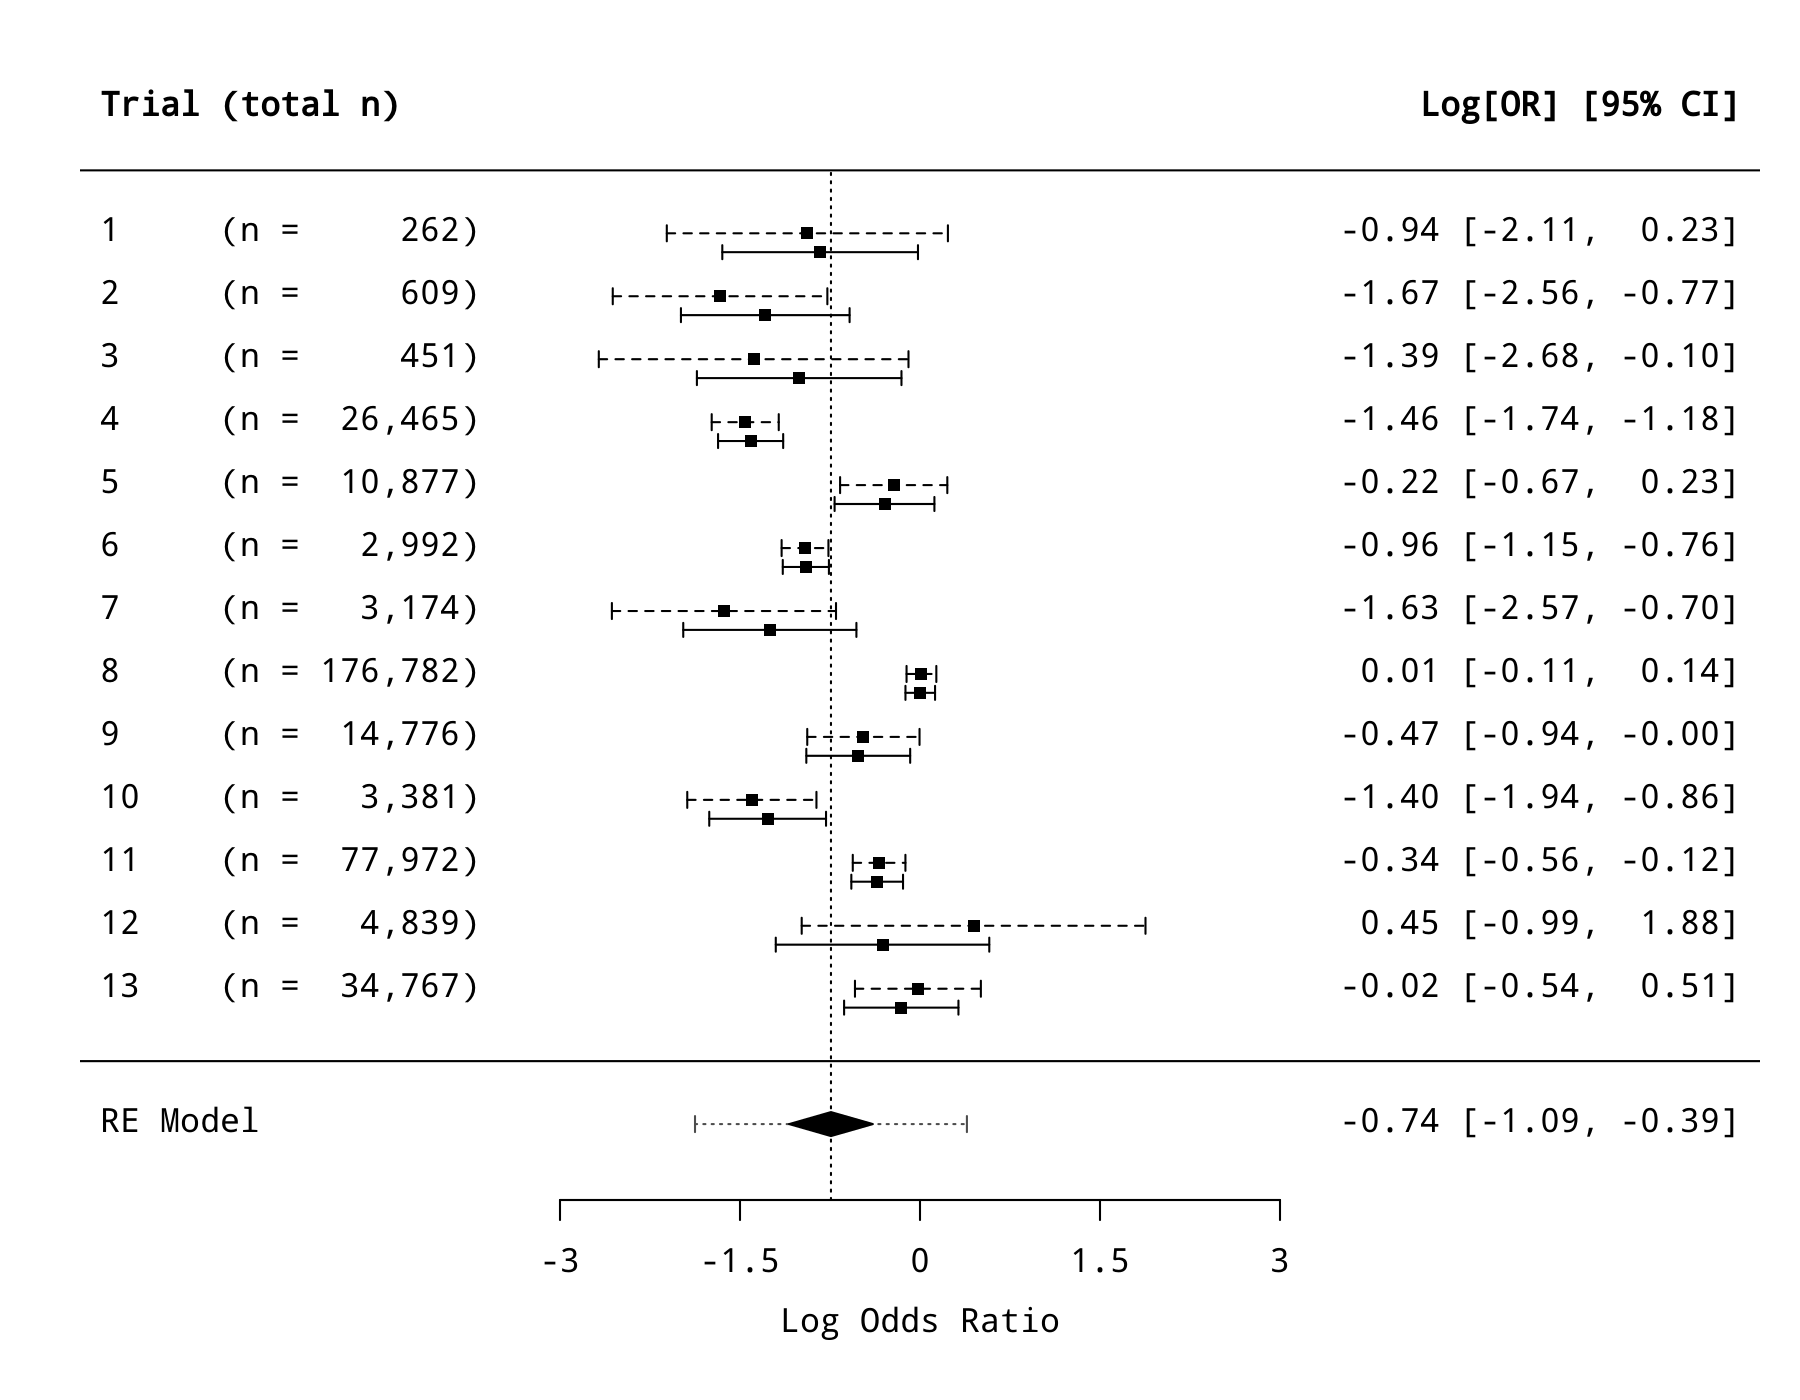 Trial (total n) Log[OR] [95% CI]
1 (n = 262) -0.94 [-2.11, 0.23]
2 (n = 609) -1.67 [-2.56, -0.77]
3 (n = 451) -1.39 [-2.68, -0.10]
4 (n = 26,465) -1.46 [-1.74, -1.18]
5 (n = 10,877) -0.22 [-0.67, 0.23]
6 (n = 2,992) -0.96 [-1.15, -0.76]
7 (n = 3,174) -1.63 [-2.57, -0.70]
8 (n = 176,782) 0.01 [-0.11, 0.14]
9 (n = 14,776) -0.47 [-0.94, -0.00]
10 (n = 3,381) -1.40 [-1.94, -0.86]
11 (n = 77,972) -0.34 [-0.56, -0.12]
12 (n = 4,839) 0.45 [-0.99, 1.88]
13 (n = 34,767) -0.02 [-0.54, 0.51]
RE Model -0.74 [-1.09, -0.39]
-3 -1.5 0 1.5 3
Log Odds Ratio